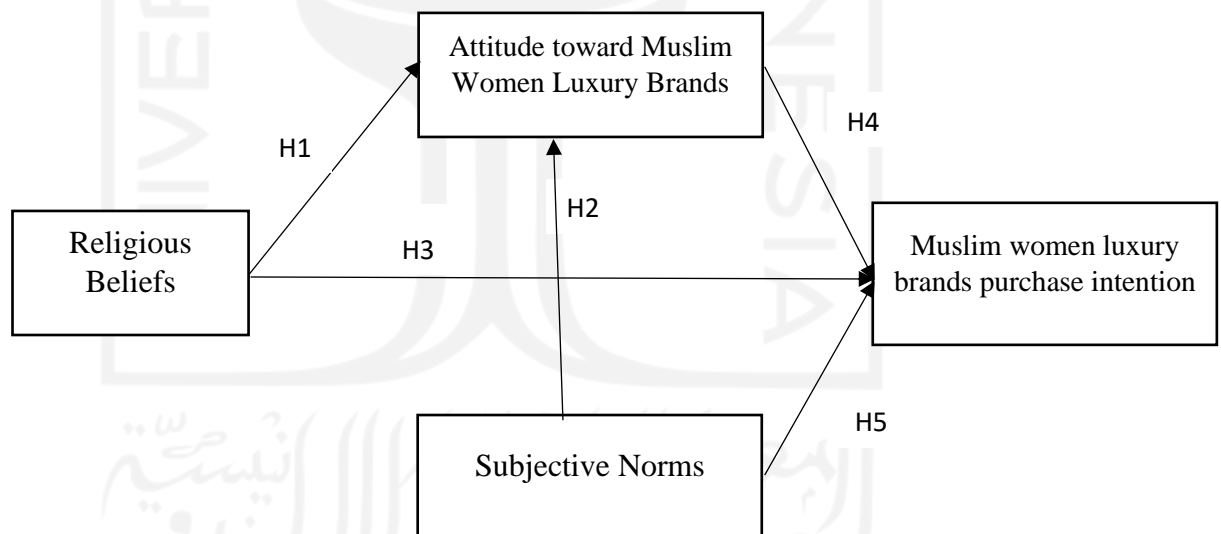 Attitude toward Muslim
Women Luxury Brands
H1
H4
H2
Religious
Beliefs
H3
Muslim women luxury
brands purchase intention
H5
Subjective Norms